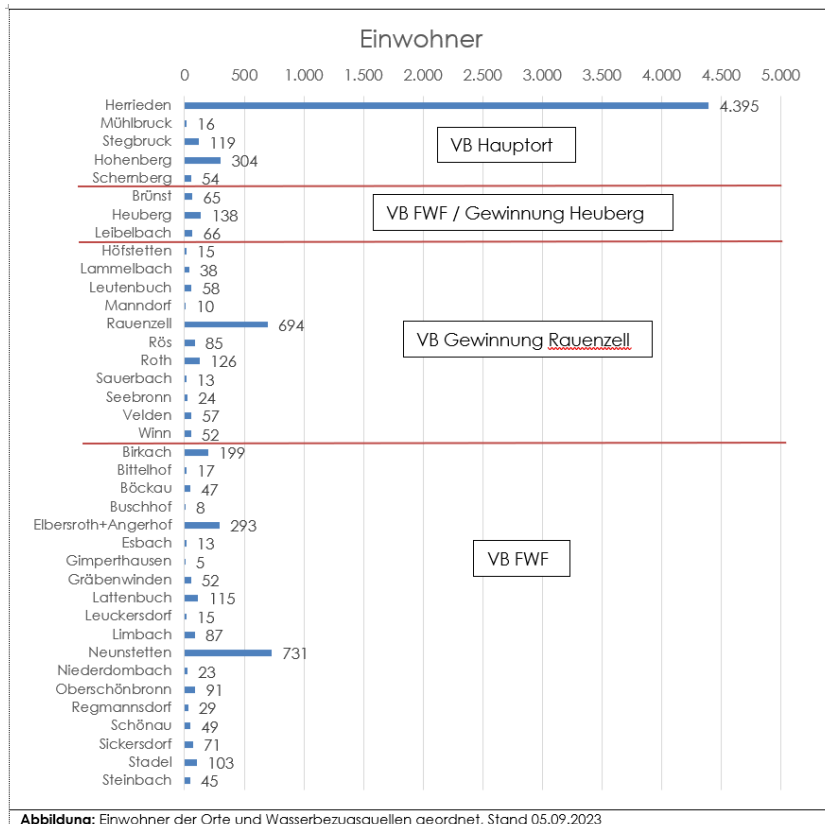 Einwohner
0 500 1.000 1.500 2.000 2.500 3.000 3.500 4.000 4.500 5.000
Herrieden 4.395
Mühlbruck 16
Stegbruck 119
VB Hauptort
Hohenberg 304
Schernberg 54
Brünst 65
Heuberg 138
VB FWF / Gewinnung Heuberg
Leibelbach 66
Höfstetten 15
Lammelbach 38
Leutenbuch 58
Manndorf 10
Rauenzell 694
VB Gewinnung Rauenzell
Rös 85
Roth 126
Sauerbach 13
Seebronn 24
Velden 57
Winn 52
Birkach 199
Bittelhof 17
Böckau 47
Buschhof 8
Elbersroth+Angerhof 293
Esbach 13
VB FWF
Gimperthausen 5
Gräbenwinden 52
Lattenbuch 115
Leuckersdorf 15
Limbach 87
Neunstetten 731
Niederdombach 23
Oberschönbronn 91
Regmannsdorf 29
Schönau 49
Sickersdorf 71
Stadel 103
Steinbach 45
Abbildung: Einwohner der Orte und Wasserbezugsquellen geordnet, Stand 05.09.2023